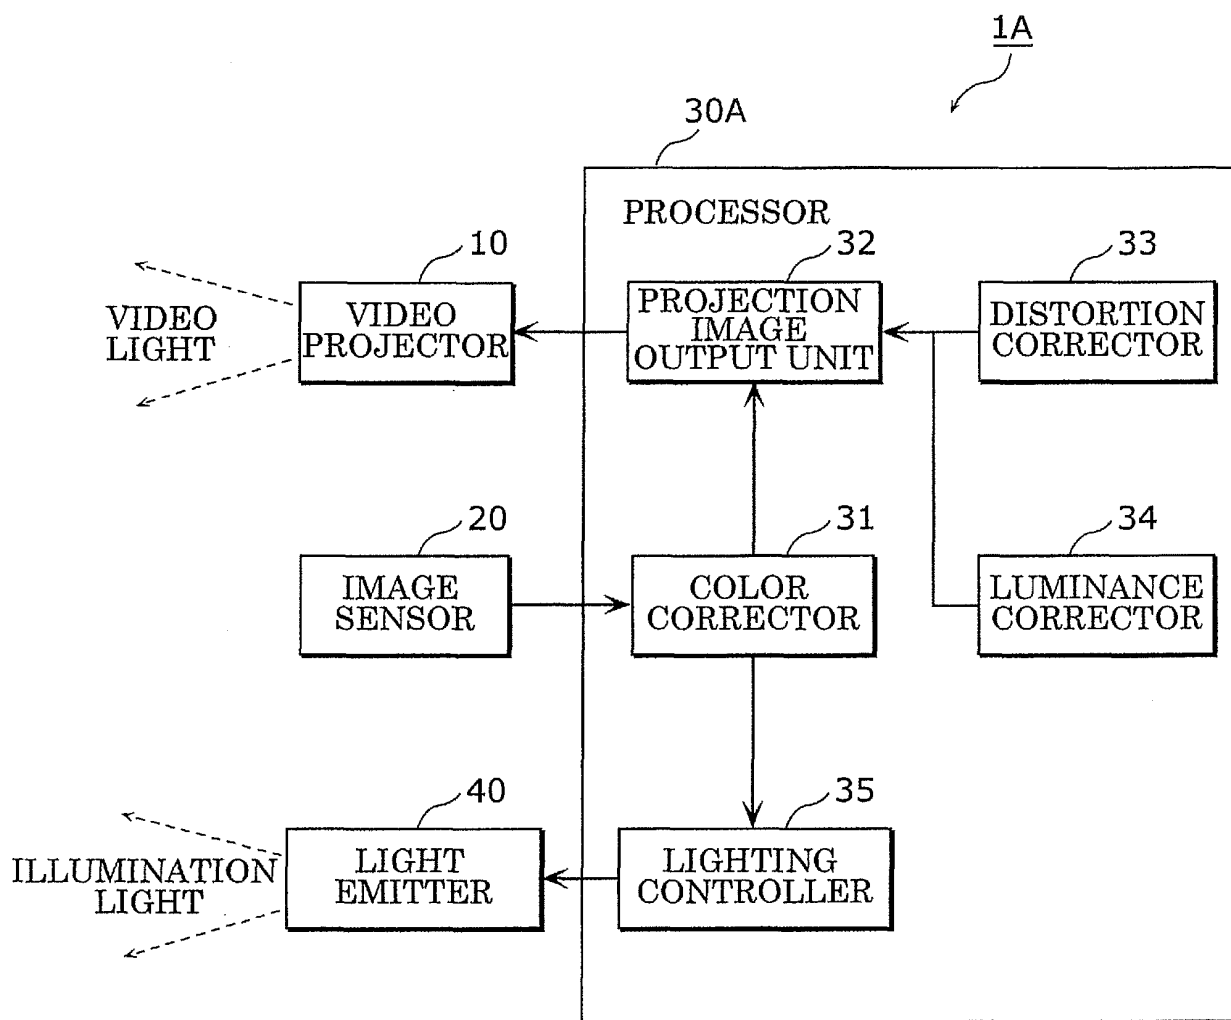 1A
30A
PROCESSOR
10
32
33
VIDEO
LIGHT
VIDEO
PROJECTOR
PROJECTION
IMAGE
OUTPUT UNIT
DISTORTION
CORRECTOR
20
31
34
IMAGE
SENSOR
COLOR
CORRECTOR
LUMINANCE
CORRECTOR
40
35
ILLUMINATION
LIGHT
LIGHT
EMITTER
LIGHTING
CONTROLLER